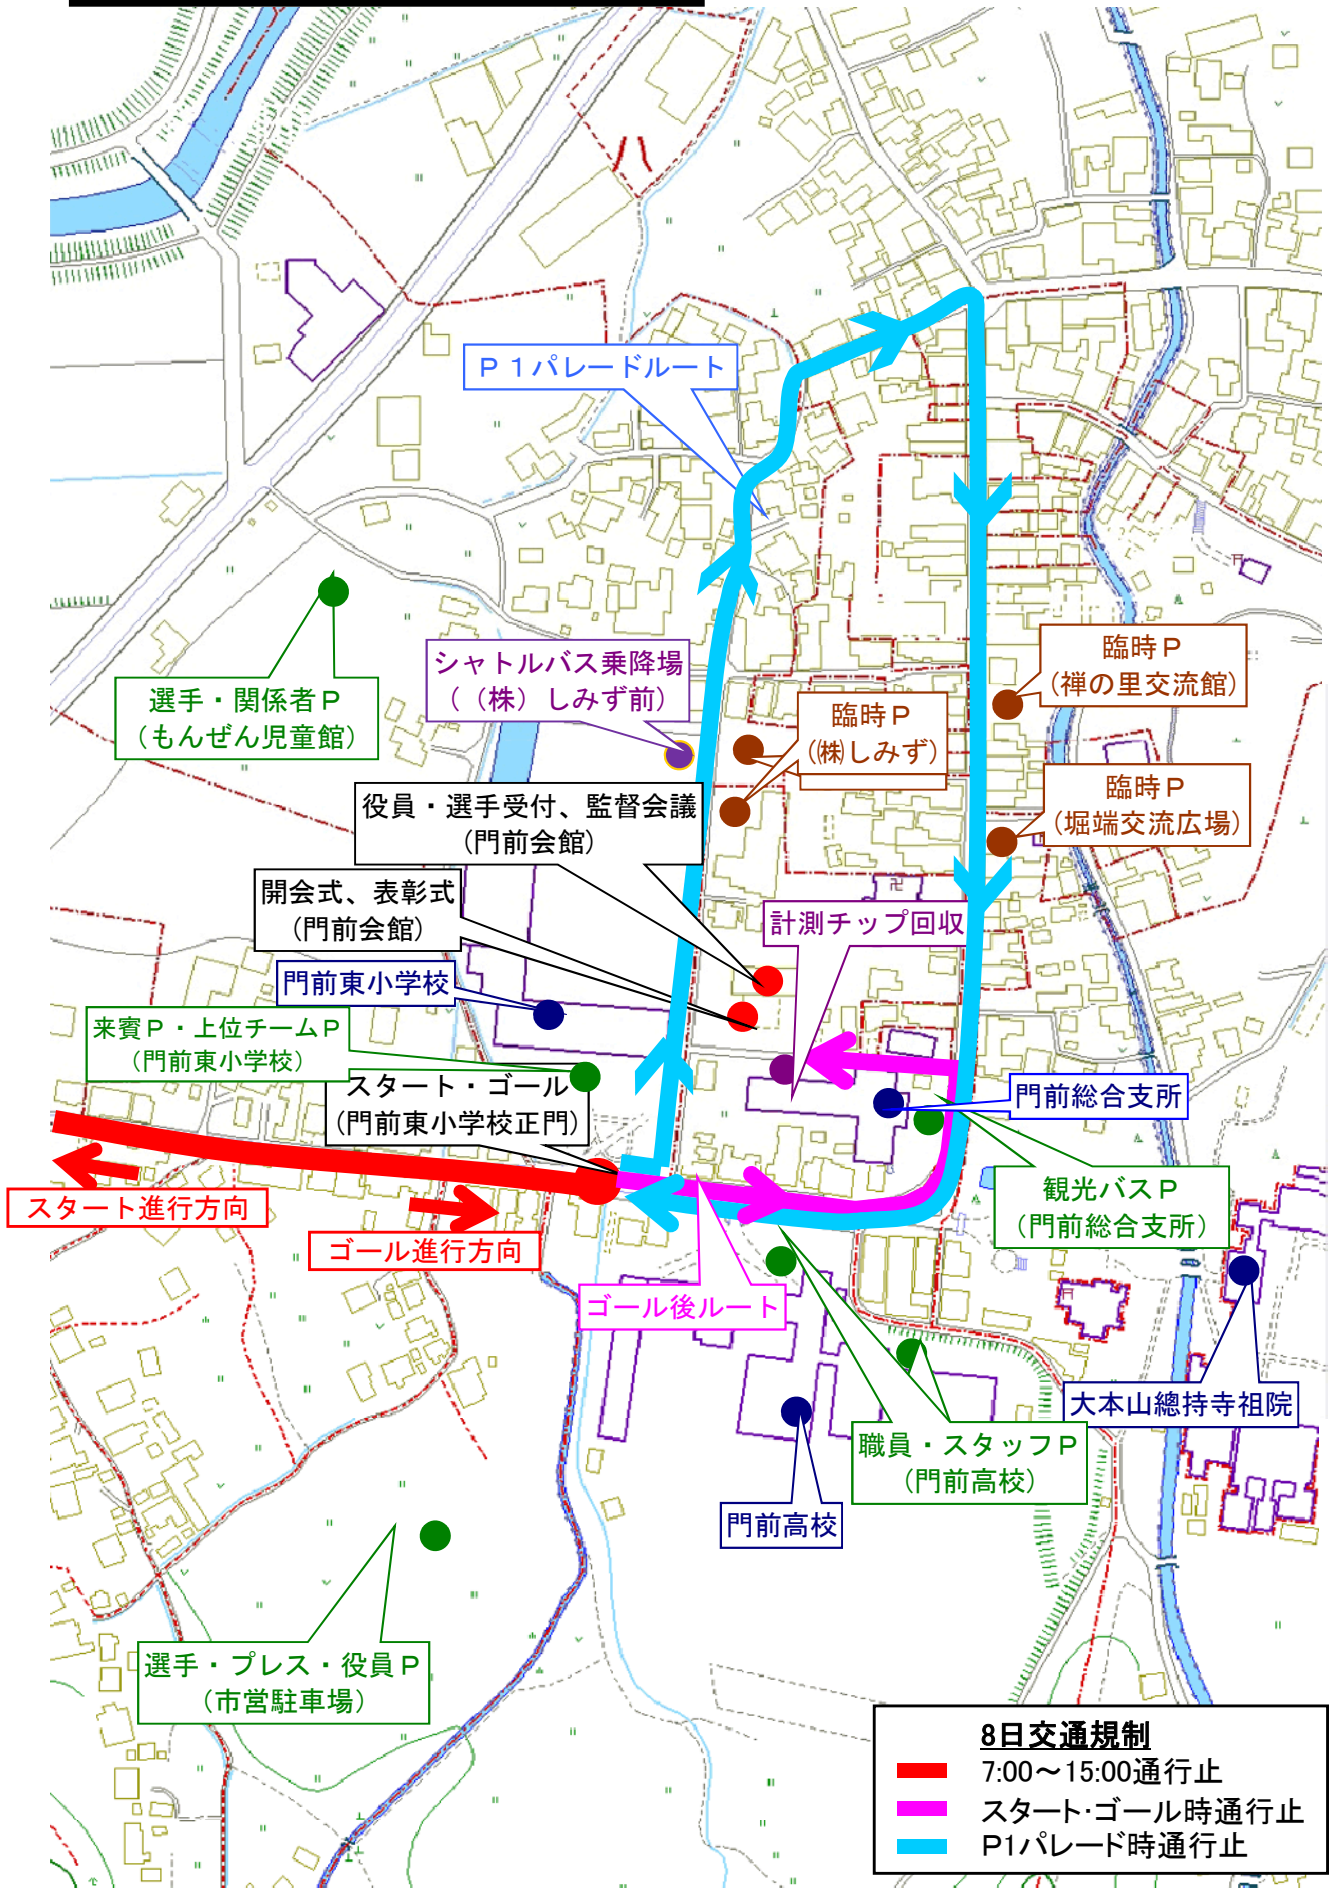 P１パレードルート
シャトルバス乗降場
（（株）しみず前）
選手・関係者P
（もんぜん児童館）
臨時P
（禅の里交流館）
臨時P
（㈱しみず）
臨時P
（堀端交流広場）
役員・選手受付、監督会議
（門前会館）
開会式、表彰式
（門前会館）
計測チップ回収
門前東小学校
来賓P・上位チームP
（門前東小学校）
スタート・ゴール
（門前東小学校正門）
門前総合支所
スタート進行方向
ゴール進行方向
観光バスP
（門前総合支所）
ゴール後ルート
大本山總持寺祖院
職員・スタッフP
（門前高校）
門前高校
選手・プレス・役員P
（市営駐車場）
8日交通規制
7:00～15:00通行止
スタート・ゴール時通行止
P1パレード時通行止